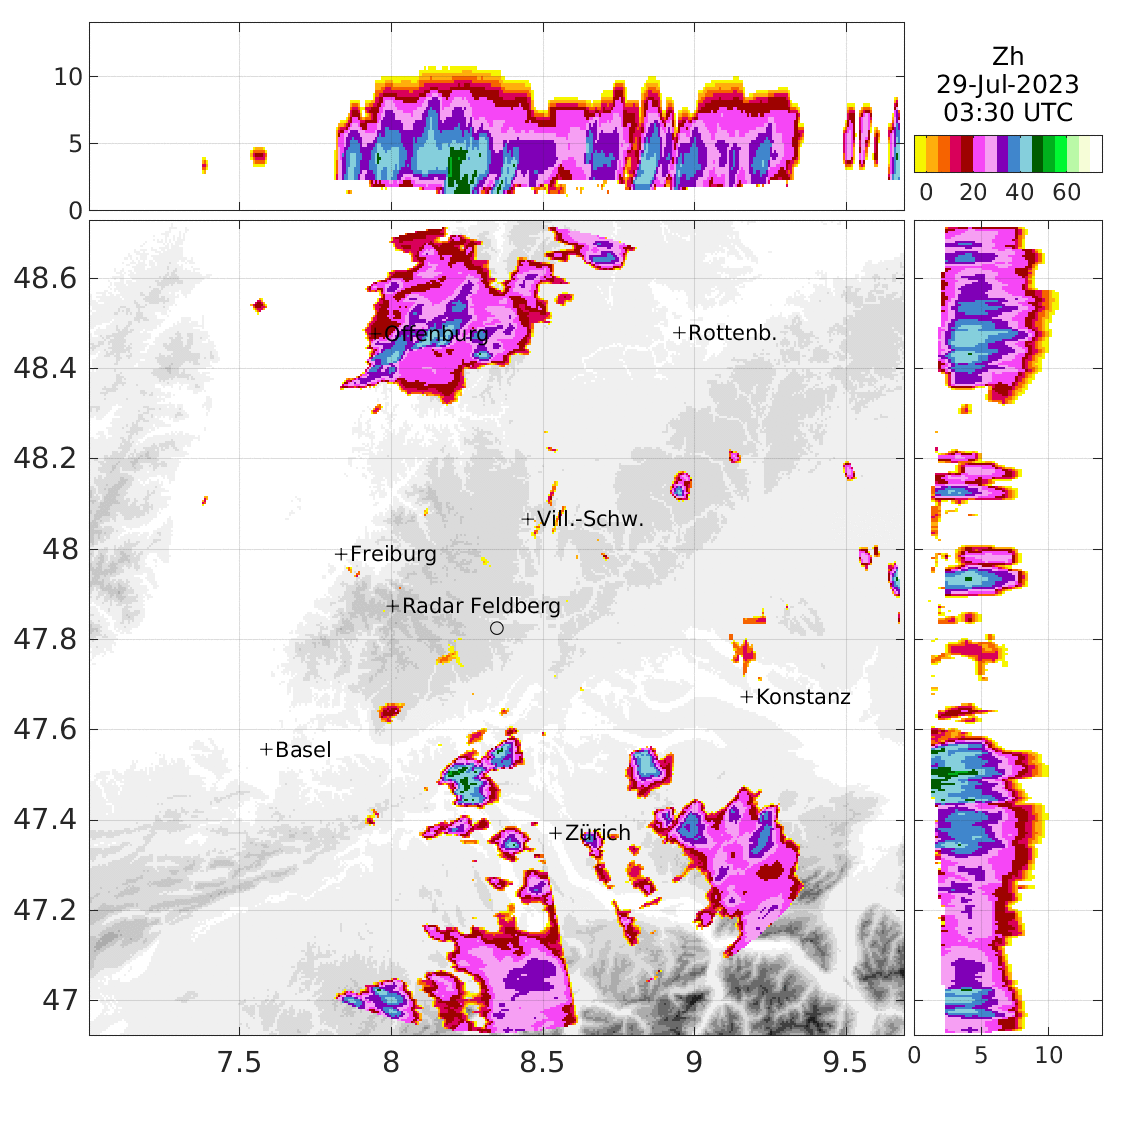 10
5
0
Zh
29-Jul-2023
03:30 UTC
0 20 40 60
48.6
48.4
48.2
48
47.8
47.6
47.4
47.2
47
+Offenburg
+Rottenb.
+Vill.-Schw.
+Freiburg
+Radar Feldberg
+Konstanz
+Basel
+Zürich
7.5 8 8.5 9 9.5
0 5 10